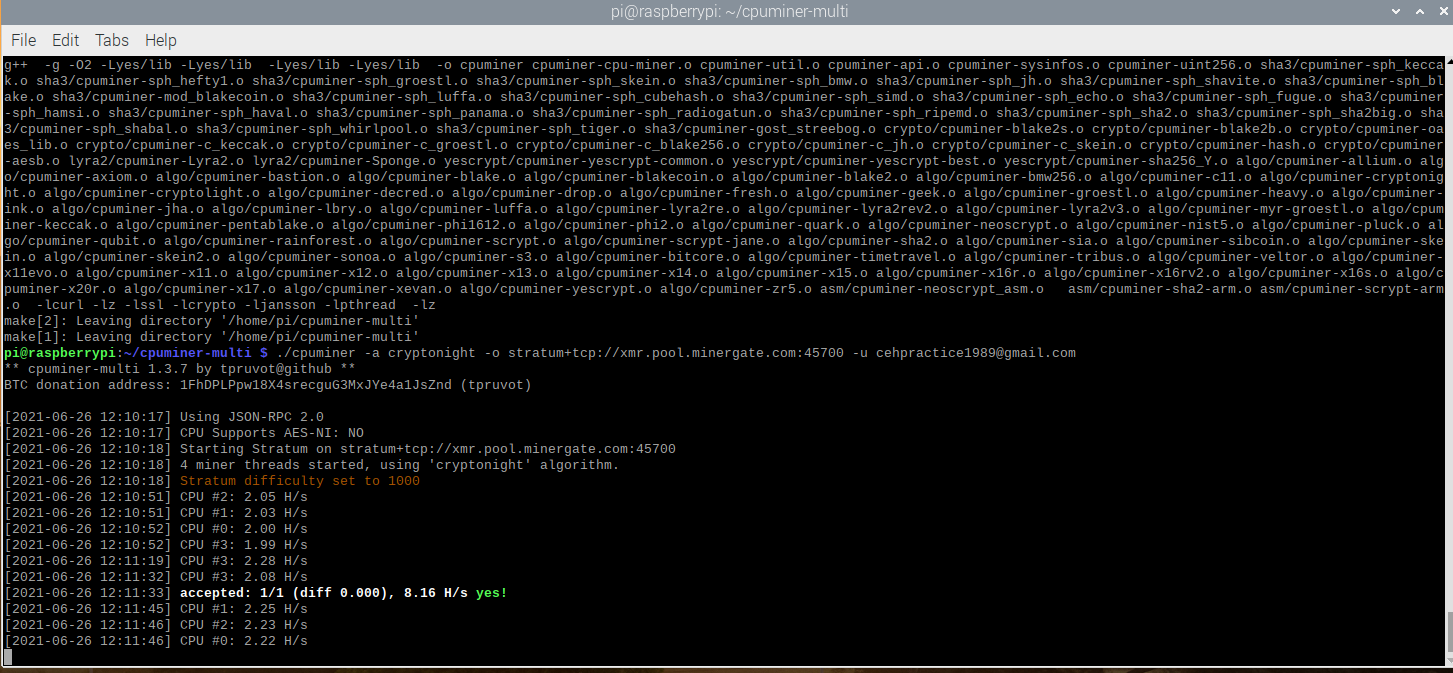 pi@raspberrypi: ~/cpuminer-multi
File Edit Tabs Help
g++  -g -O2 -Lyes/lib -Lyes/lib  -Lyes/lib -Lyes/lib  -o cpuminer cpuminer-cpu-miner.o cpuminer-util.o cpuminer-api.o cpuminer-sysinfos.o cpuminer-uint256.o sha3/cpuminer-sph_kecca
k.o sha3/cpuminer-sph_hefty1.o sha3/cpuminer-sph_groestl.o sha3/cpuminer-sph_skein.o sha3/cpuminer-sph_bmw.o sha3/cpuminer-sph_jh.o sha3/cpuminer-sph_shavite.o sha3/cpuminer-sph_bl
ake.o sha3/cpuminer-mod_blakecoin.o sha3/cpuminer-sph_luffa.o sha3/cpuminer-sph_cubehash.o sha3/cpuminer-sph_simd.o sha3/cpuminer-sph_echo.o sha3/cpuminer-sph_fugue.o sha3/cpuminer
-sph_hamsi.o sha3/cpuminer-sph_haval.o sha3/cpuminer-sph_panama.o sha3/cpuminer-sph_radiogatun.o sha3/cpuminer-sph_ripemd.o sha3/cpuminer-sph_sha2.o sha3/cpuminer-sph_sha2big.o sha
3/cpuminer-sph_shabal.o sha3/cpuminer-sph_whirlpool.o sha3/cpuminer-sph_tiger.o sha3/cpuminer-gost_streebog.o crypto/cpuminer-blake2s.o crypto/cpuminer-blake2b.o crypto/cpuminer-oa
es_lib.o crypto/cpuminer-c_keccak.o crypto/cpuminer-c_groestl.o crypto/cpuminer-c_blake256.o crypto/cpuminer-c_jh.o crypto/cpuminer-c_skein.o crypto/cpuminer-hash.o crypto/cpuminer
-aesb.o lyra2/cpuminer-Lyra2.o lyra2/cpuminer-Sponge.o yescrypt/cpuminer-yescrypt-common.o yescrypt/cpuminer-yescrypt-best.o yescrypt/cpuminer-sha256_Y.o algo/cpuminer-allium.o alg
o/cpuminer-axiom.o algo/cpuminer-bastion.o algo/cpuminer-blake.o algo/cpuminer-blakecoin.o algo/cpuminer-blake2.o algo/cpuminer-bmw256.o algo/cpuminer-c11.o algo/cpuminer-cryptonig
ht.o algo/cpuminer-cryptolight.o algo/cpuminer-decred.o algo/cpuminer-drop.o algo/cpuminer-fresh.o algo/cpuminer-geek.o algo/cpuminer-groestl.o algo/cpuminer-heavy.o algo/cpuminer-
ink.o algo/cpuminer-jha.o algo/cpuminer-lbry.o algo/cpuminer-luffa.o algo/cpuminer-lyra2re.o algo/cpuminer-lyra2rev2.o algo/cpuminer-lyra2v3.o algo/cpuminer-myr-groestl.o algo/cpum
iner-keccak.o algo/cpuminer-pentablake.o algo/cpuminer-phi1612.o algo/cpuminer-phi2.o algo/cpuminer-quark.o algo/cpuminer-neoscrypt.o algo/cpuminer-nist5.o algo/cpuminer-pluck.o al
go/cpuminer-qubit.o algo/cpuminer-rainforest.o algo/cpuminer-scrypt.o algo/cpuminer-scrypt-jane.o algo/cpuminer-sha2.o algo/cpuminer-sia.o algo/cpuminer-sibcoin.o algo/cpuminer-ske
in.o algo/cpuminer-skein2.o algo/cpuminer-sonoa.o algo/cpuminer-s3.o algo/cpuminer-bitcore.o algo/cpuminer-timetravel.o algo/cpuminer-tribus.o algo/cpuminer-veltor.o algo/cpuminer-
x11evo.o algo/cpuminer-x11.o algo/cpuminer-x12.o algo/cpuminer-x13.o algo/cpuminer-x14.o algo/cpuminer-x15.o algo/cpuminer-x16r.o algo/cpuminer-x16rv2.o algo/cpuminer-x16s.o algo/c
puminer-x20r.o algo/cpuminer-x17.o algo/cpuminer-xevan.o algo/cpuminer-yescrypt.o algo/cpuminer-zr5.o asm/cpuminer-neoscrypt_asm.o   asm/cpuminer-sha2-arm.o asm/cpuminer-scrypt-arm
.o  -lcurl -lz -lssl -lcrypto -ljansson -lpthread  -lz
make[2]: Leaving directory '/home/pi/cpuminer-multi'
make[1]: Leaving directory '/home/pi/cpuminer-multi'
pi@raspberrypi:~/cpuminer-multi $ ./cpuminer -a cryptonight -o stratum+tcp://xmr.pool.minergate.com:45700 -u cehpractice1989@gmail.com
** cpuminer-multi 1.3.7 by tpruvot@github **
BTC donation address: 1FhDPLPpw18X4srecguG3MxJYe4a1JsZnd (tpruvot)
[2021-06-26 12:10:17] Using JSON-RPC 2.0
[2021-06-26 12:10:17] CPU Supports AES-NI: NO
[2021-06-26 12:10:18] Starting Stratum on stratum+tcp://xmr.pool.minergate.com:45700
[2021-06-26 12:10:18] 4 miner threads started, using 'cryptonight' algorithm.
[2021-06-26 12:10:18] Stratum difficulty set to 1000
[2021-06-26 12:10:51] CPU #2: 2.05 H/s
[2021-06-26 12:10:51] CPU #1: 2.03 H/s
[2021-06-26 12:10:52] CPU #0: 2.00 H/s
[2021-06-26 12:10:52] CPU #3: 1.99 H/s
[2021-06-26 12:11:19] CPU #3: 2.28 H/s
[2021-06-26 12:11:32] CPU #3: 2.08 H/s
[2021-06-26 12:11:33] accepted: 1/1 (diff 0.000), 8.16 H/s yes!
[2021-06-26 12:11:45] CPU #1: 2.25 H/s
[2021-06-26 12:11:46] CPU #2: 2.23 H/s
[2021-06-26 12:11:46] CPU #0: 2.22 H/s